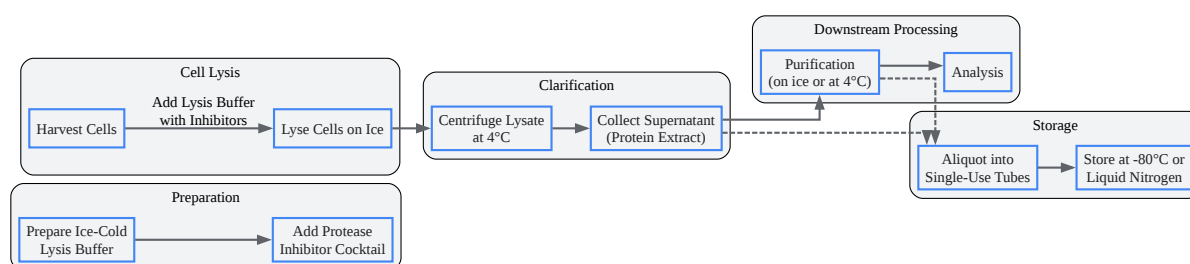 Cell Lysis
Harvest Cells
Add Lysis Buffer
with Inhibitors
Lyse Cells on Ice
Preparation
Prepare Ice-Cold
Lysis Buffer
Add Protease
Inhibitor Cocktail
Clarification
Centrifuge Lysate
at 4°C
Collect Supernatant
(Protein Extract)
Downstream Processing
Purification
(on ice or at 4°C)
Analysis
Storage
Aliquot into
Single-Use Tubes
Store at -80°C or
Liquid Nitrogen